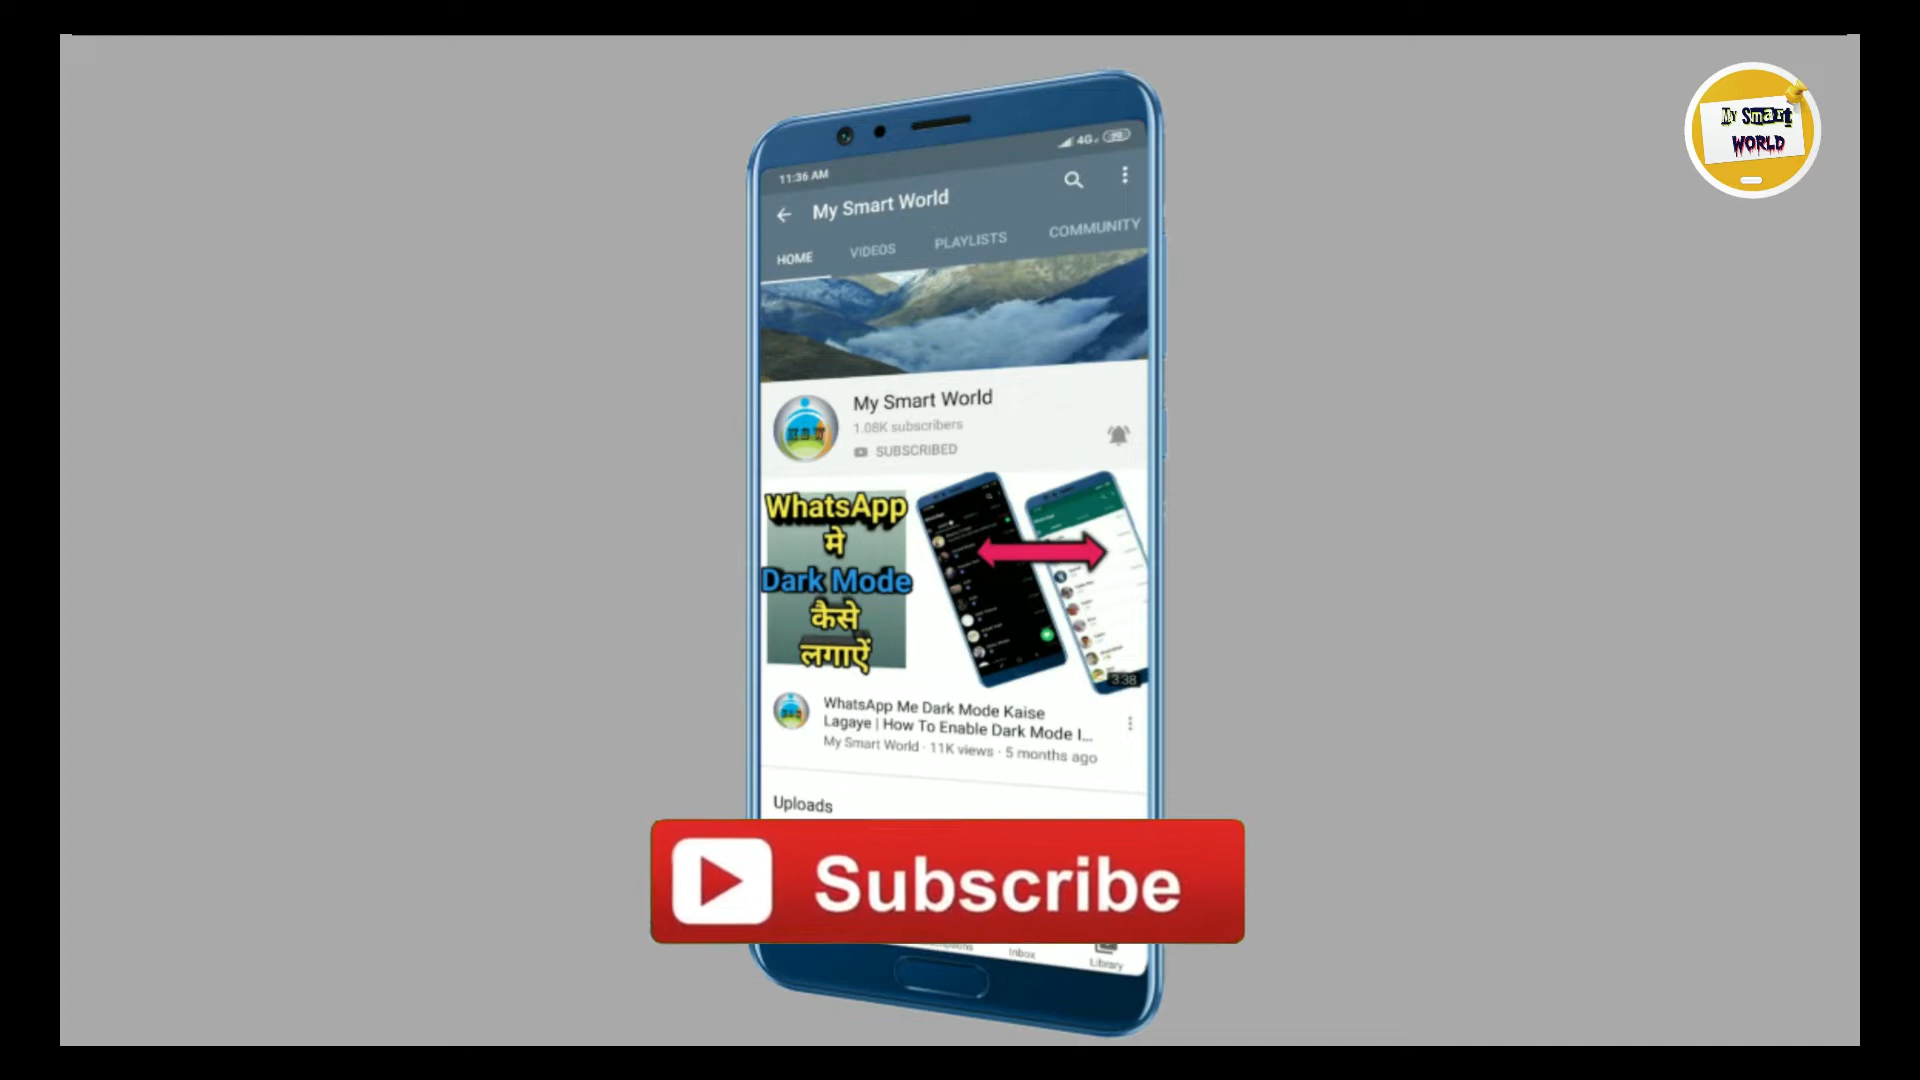 My Smart
WORLD
4G
11:36 AM
My Smart World
HOME VIDEOS PLAYLISTS COMMUNITY
My Smart World
1.08K subscribers
SUBSCRIBED
WhatsApp
मे
Dark Mode
कैसे
लगाऐं
3:38
WhatsApp Me Dark Mode Kaise
Lagaye | How To Enable Dark Mode I...
My Smart World · 11K views · 5 months ago
Uploads
Subscribe
Inbox
Library